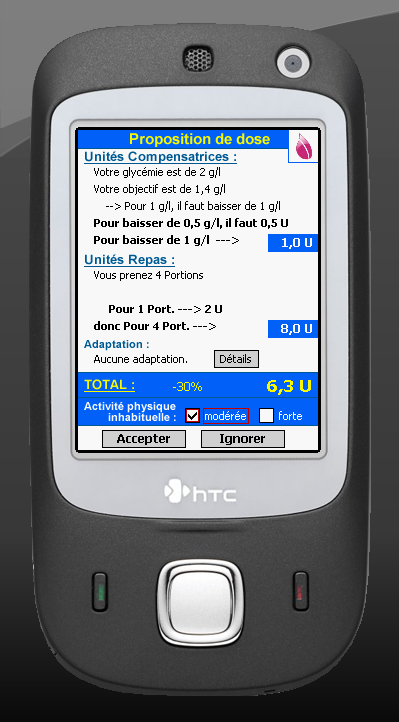 Proposition de dose
Unités Compensatrices :
Votre glycémie est de 2 g/l
Votre objectif est de 1,4 g/l
--> Pour 1 g/l, il faut baisser de 1 g/l
Pour baisser de 0,5 g/l, il faut 0,5 U
Pour baisser de 1 g/l ---> 1,0 U
Unités Repas :
Vous prenez 4 Portions
Pour 1 Port. ---> 2 U
donc Pour 4 Port. ---> 8,0 U
Adaptation :
Aucune adaptation. Détails
TOTAL : -30% 6,3 U
Activité physique
inhabituelle : modérée forte
Accepter Ignorer
hTC